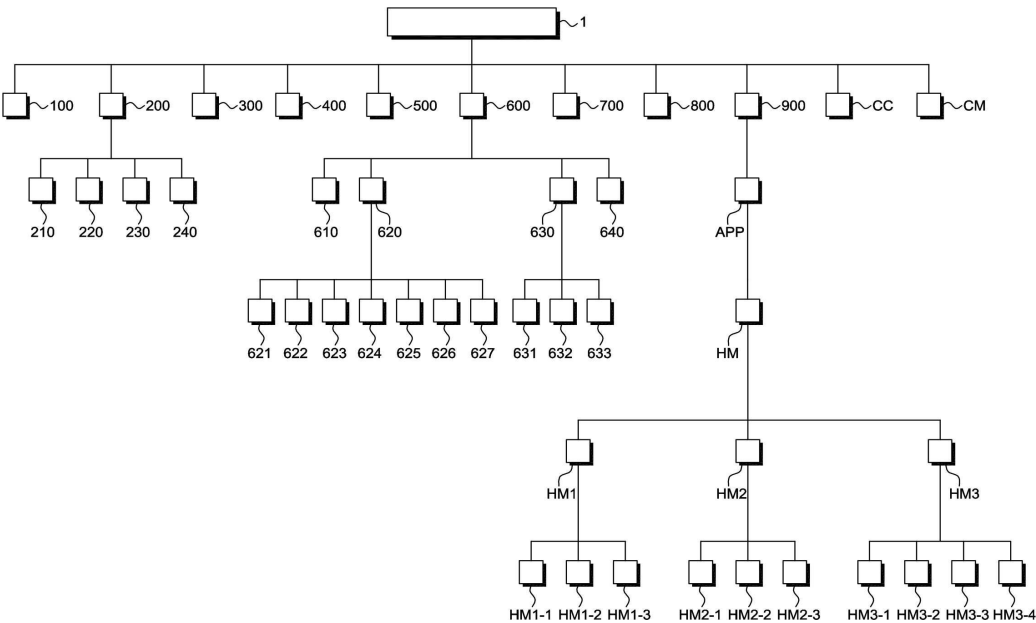 1
100 200 300 400 500 600 700 800 900 CC CM
210 220 230 240 610 620 630 640 APP
621 622 623 624 625 626 627 631 632 633 HM
HM1 HM2 HM3
HM1-1 HM1-2 HM1-3 HM2-1 HM2-2 HM2-3 HM3-1 HM3-2 HM3-3 HM3-4